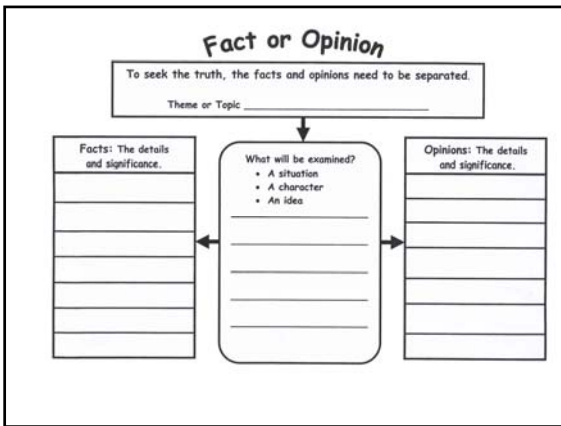 Fact or Opinion
To seek the truth, the facts and opinions need to be separated.
Theme or Topic
Facts: The details
and significance.
What will be examined?
• A situation
• A character
• An idea
Opinions: The details
and significance.